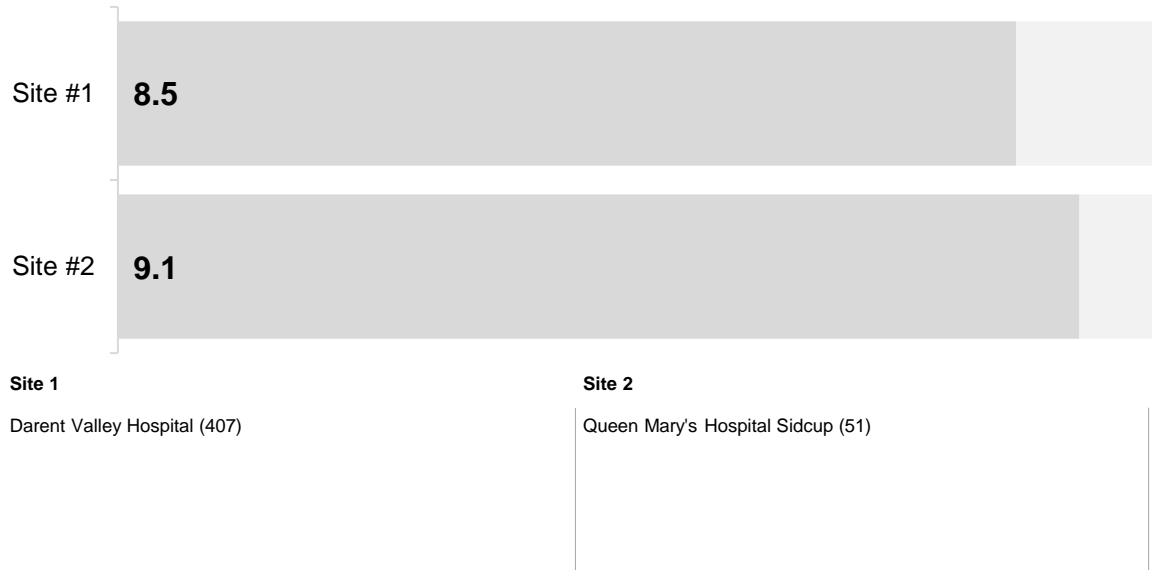 Site #1
8.5
Site #2
9.1
Site 1
Site 2
Darent Valley Hospital (407)
Queen Mary's Hospital Sidcup (51)